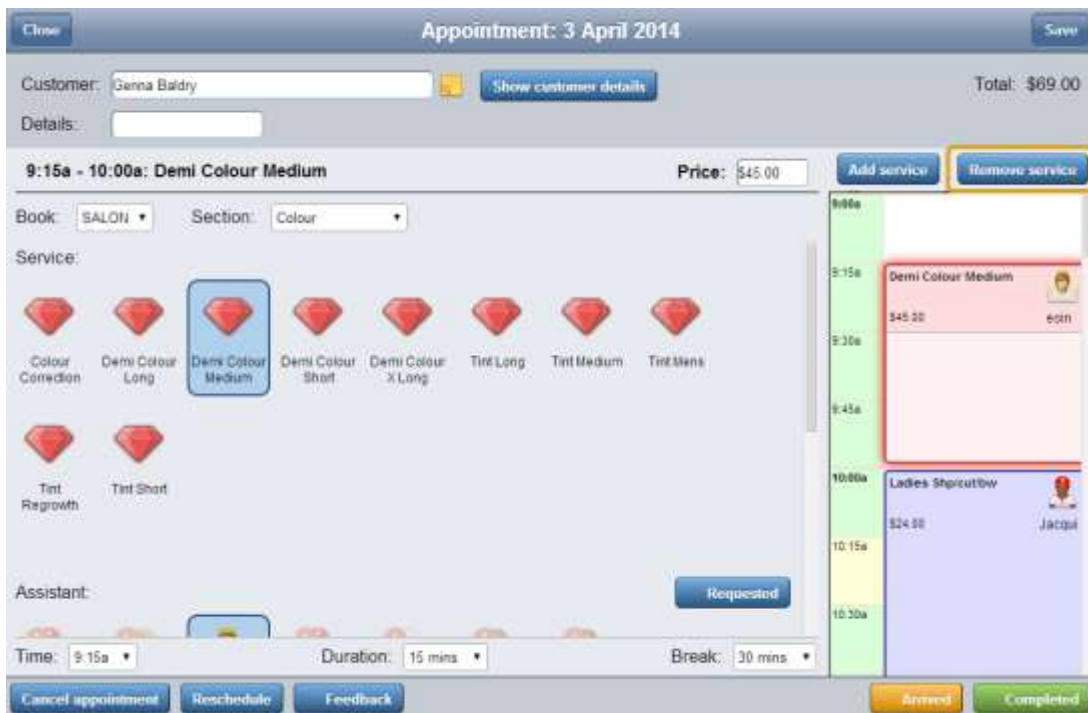 Close Appointment: 3 April 2014 Save
Customer: Genna Baldry Show customer details Total: $69.00
Details:
9:15a - 10:00a: Demi Colour Medium Price: $45.00 Add service Remove service
Book: SALON Section: Colour
Service:
Colour Correction
Demi Colour Long
Demi Colour Medium
Demi Colour Short
Demi Colour X Long
Tint Long
Tint Medium
Tint Mens
Tint Regrowth
Tint Short
Assistant: Requested
Time: 9:15a Duration: 15 mins Break: 30 mins
9:00a
9:15a Demi Colour Medium
$45.00 eoin
9:30a
9:45a
10:00a Ladies Shp/cut/bw
$24.00 Jacqui
10:15a
10:30a
Cancel appointment Reschedule Feedback Arrived Completed